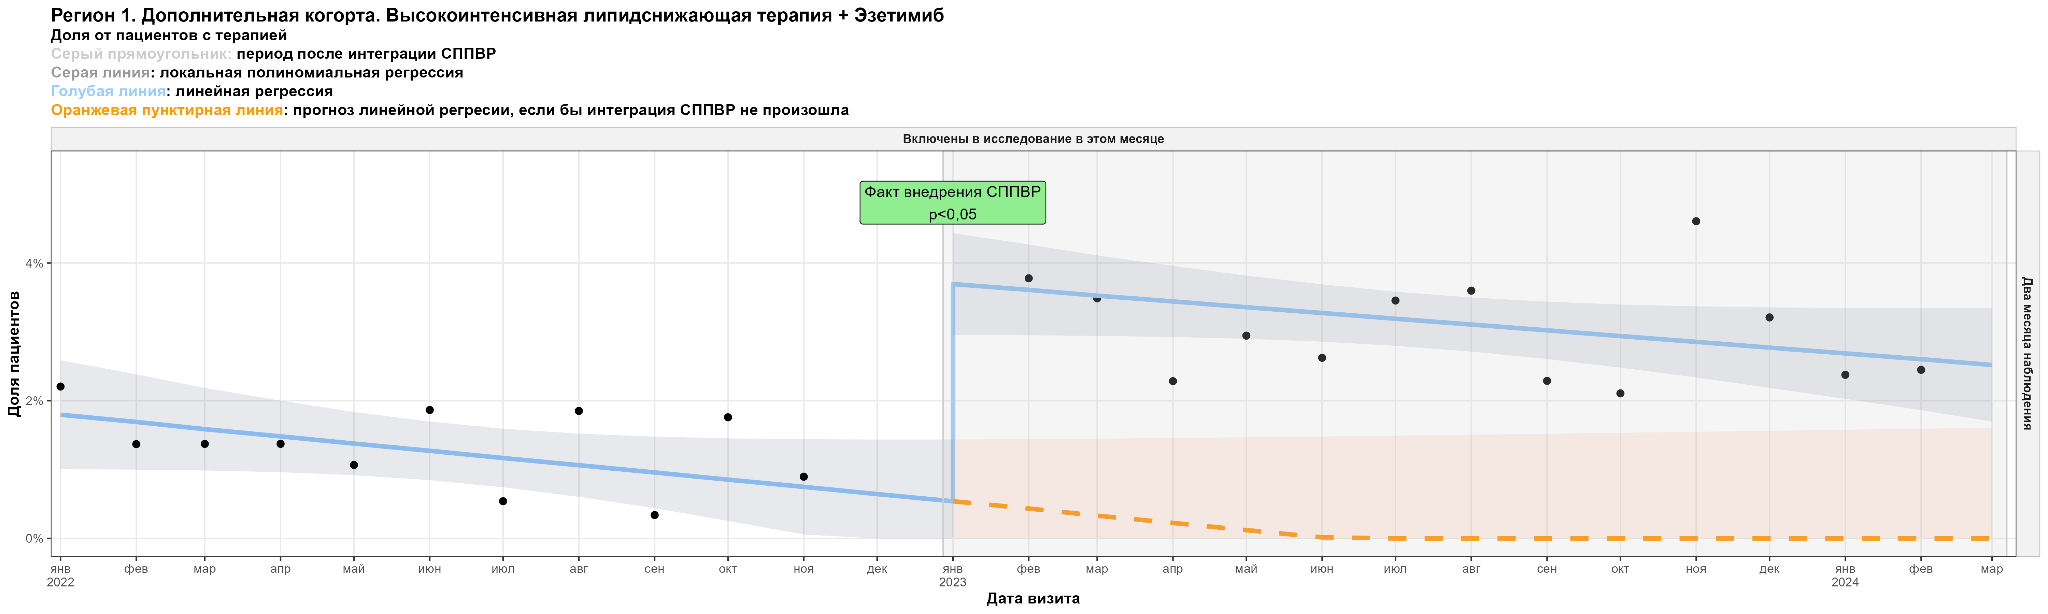 Регион 1. Дополнительная когорта. Высокоинтенсивная липидснижающая терапия + Эзетимиб
Доля от пациентов с терапией
Серый прямоугольник: период после интеграции СППВР
Серая линия: локальная полиномиальная регрессия
Голубая линия: линейная регрессия
Оранжевая пунктирная линия: прогноз линейной регресии, если бы интеграция СППВР не произошла
Включены в исследование в этом месяце
Факт внедрения СППВР
p<0,05
4%
2%
0%
Доля пациентов
Два месяца наблюдения
янв фев мар апр май июн июл авг сен окт ноя дек янв фев мар апр май июн июл авг сен окт ноя дек янв фев мар
2022 2023 2024
Дата визита